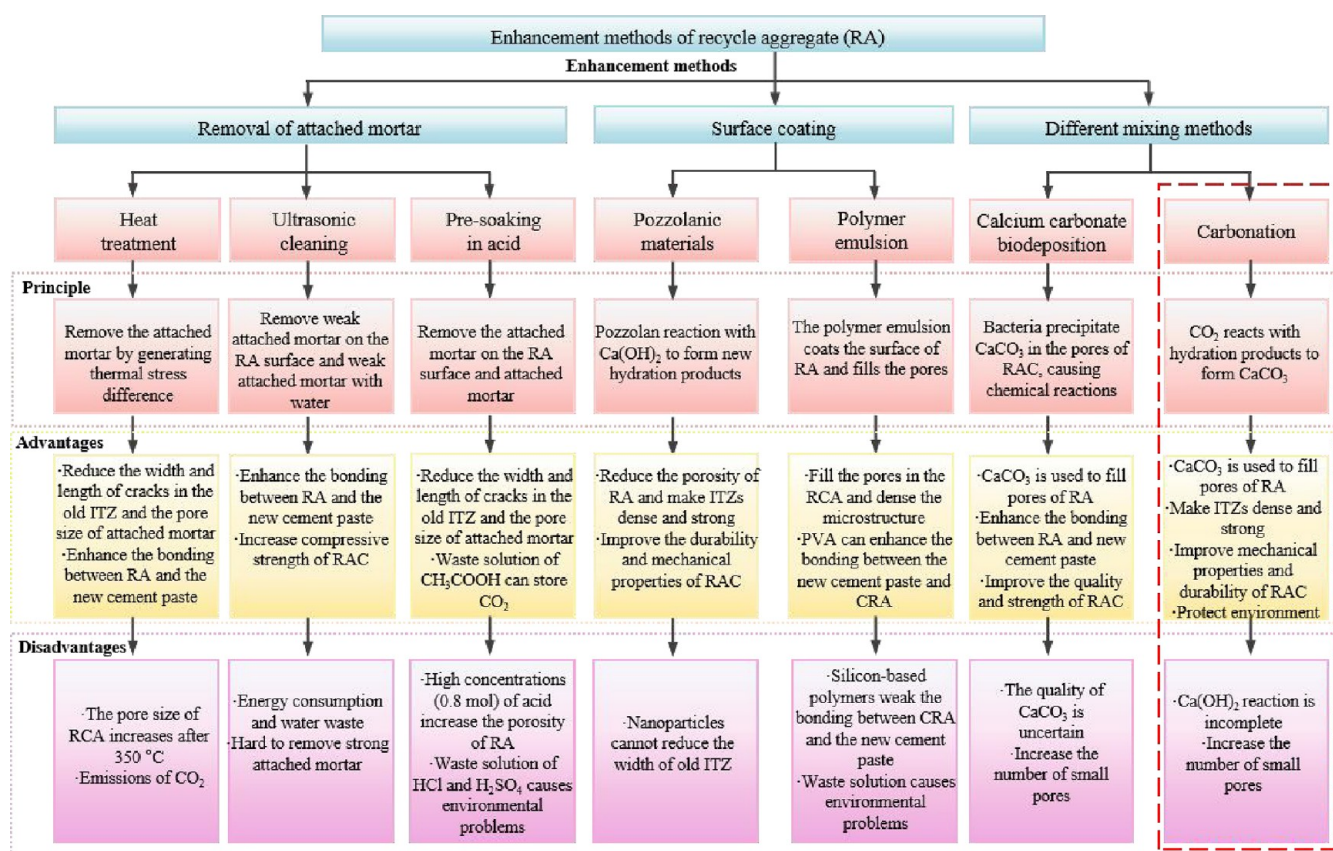 Enhancement methods of recycle aggregate (RA)
Enhancement methods
Removal of attached mortar
Surface coating
Different mixing methods
Heat
treatment
Ultrasonic
cleaning
Pre-soaking
in acid
Pozzolanic
materials
Polymer
emulsion
Calcium carbonate
biodeposition
Carbonation
Principle
Remove the attached
mortar by generating
thermal stress
difference
Remove weak
attached mortar on the
RA surface and weak
attached mortar with
water
Remove the attached
mortar on the RA
surface and attached
mortar
Pozzolan reaction with
Ca(OH)₂ to form new
hydration products
The polymer emulsion
coats the surface of
RA and fills the pores
Bacteria precipitate
CaCO₃ in the pores of
RAC, causing
chemical reactions
CO₂ reacts with
hydration products to
form CaCO₃
Advantages
·Reduce the width and
length of cracks in the
old ITZ and the pore
size of attached mortar
·Enhance the bonding
between RA and the
new cement paste
·Enhance the bonding
between RA and the
new cement paste
·Increase compressive
strength of RAC
·Reduce the width and
length of cracks in the
old ITZ and the pore
size of attached mortar
·Waste solution of
CH₃COOH can store
CO₂
·Reduce the porosity of
RA and make ITZs
dense and strong
·Improve the durability
and mechanical
properties of RAC
·Fill the pores in the
RCA and dense the
microstructure
·PVA can enhance the
bonding between the
new cement paste and
CRA
·CaCO₃ is used to fill
pores of RA
·Enhance the bonding
between RA and new
cement paste
·Improve the quality
and strength of RAC
·CaCO₃ is used to fill
pores of RA
·Make ITZs dense and
strong
·Improve mechanical
properties and
durability of RAC
·Protect environment
Disadvantages
·The pore size of
RCA increases after
350 °C
·Emissions of CO₂
·Energy consumption
and water waste
·Hard to remove strong
attached mortar
·High concentrations
(0.8 mol) of acid
increase the porosity
of RA
·Waste solution of
HCl and H₂SO₄ causes
environmental
problems
·Nanoparticles
cannot reduce the
width of old ITZ
·Silicon-based
polymers weak the
bonding between CRA
and the new cement
paste
·Waste solution causes
environmental
problems
·The quality of
CaCO₃ is
uncertain
·Increase the
number of small
pores
·Ca(OH)₂ reaction is
incomplete
·Increase the
number of small
pores